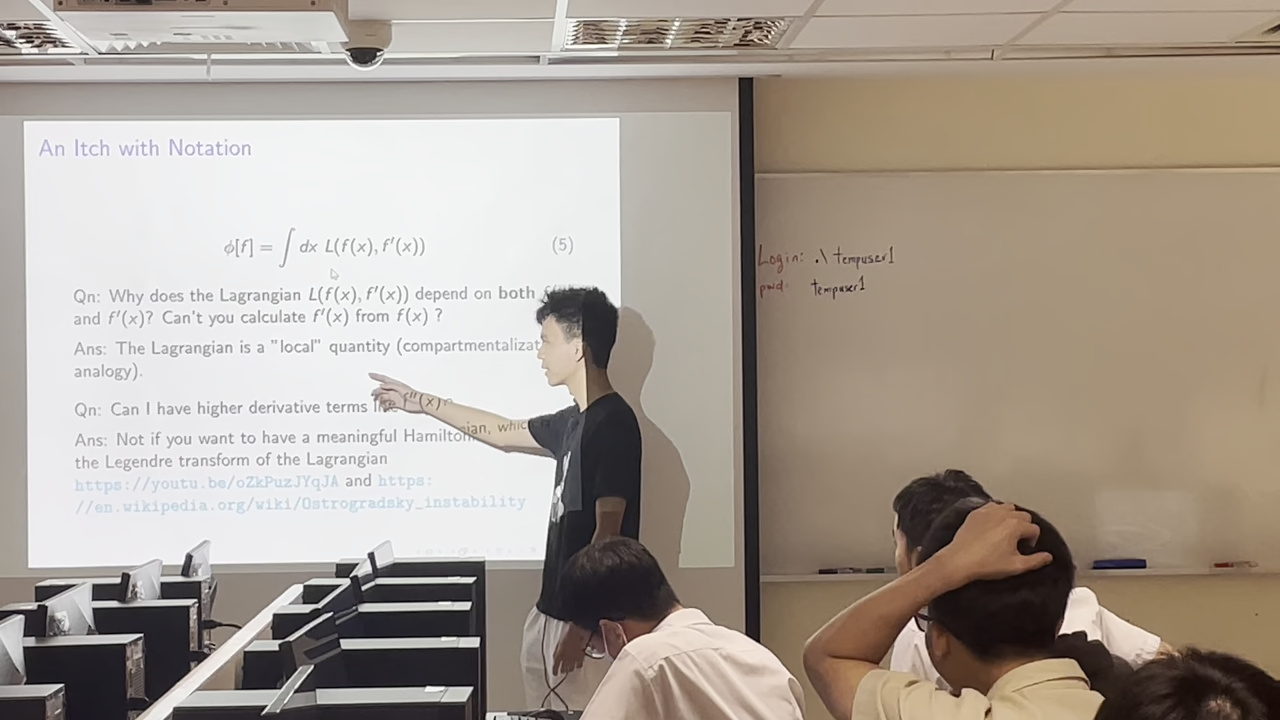 An Itch with Notation
ϕ[f] = ∫ dx L(f(x), f′(x)) (5)
Qn: Why does the Lagrangian L(f(x), f′(x)) depend on both
and f′(x)? Can't you calculate f′(x) from f(x) ?
Ans: The Lagrangian is a "local" quantity
analogy).
Qn: Can I have higher derivative terms f′′(x)
Ans: Not if you want to have a meaningful
the Legendre transform of the Lagrangian
https://youtu.be/oZkPuzJYqJA and https:
//en.wikipedia.org/wiki/Ostrogradsky_instability
Login: .\ tempuser1
pwd: tempuser1